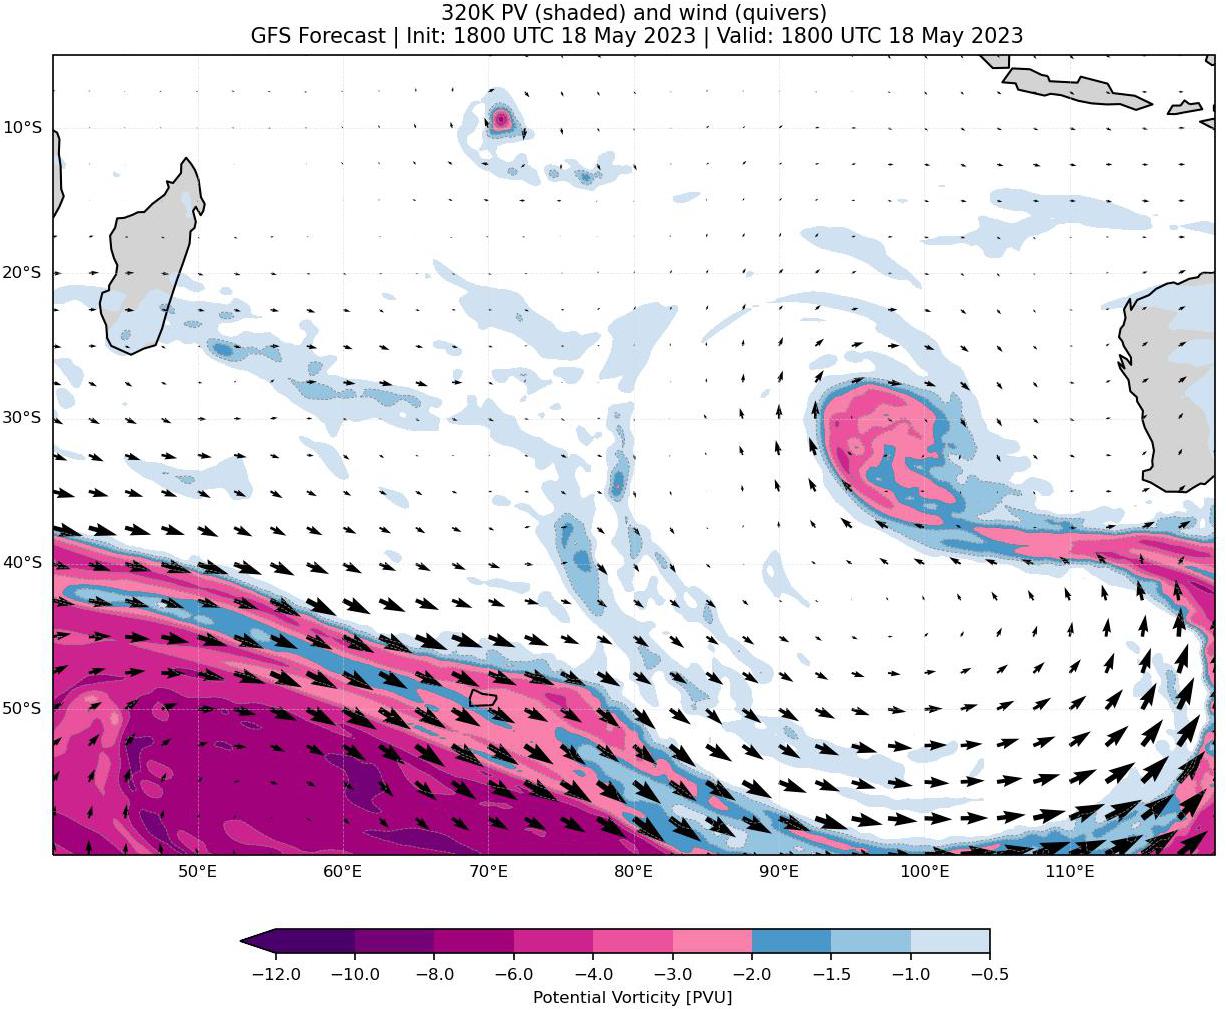 320K PV (shaded) and wind (quivers)
GFS Forecast | Init: 1800 UTC 18 May 2023 | Valid: 1800 UTC 18 May 2023
10°S
20°S
30°S
40°S
50°S
50°E 60°E 70°E 80°E 90°E 100°E 110°E
−12.0 −10.0 −8.0 −6.0 −4.0 −3.0 −2.0 −1.5 −1.0 −0.5
Potential Vorticity [PVU]